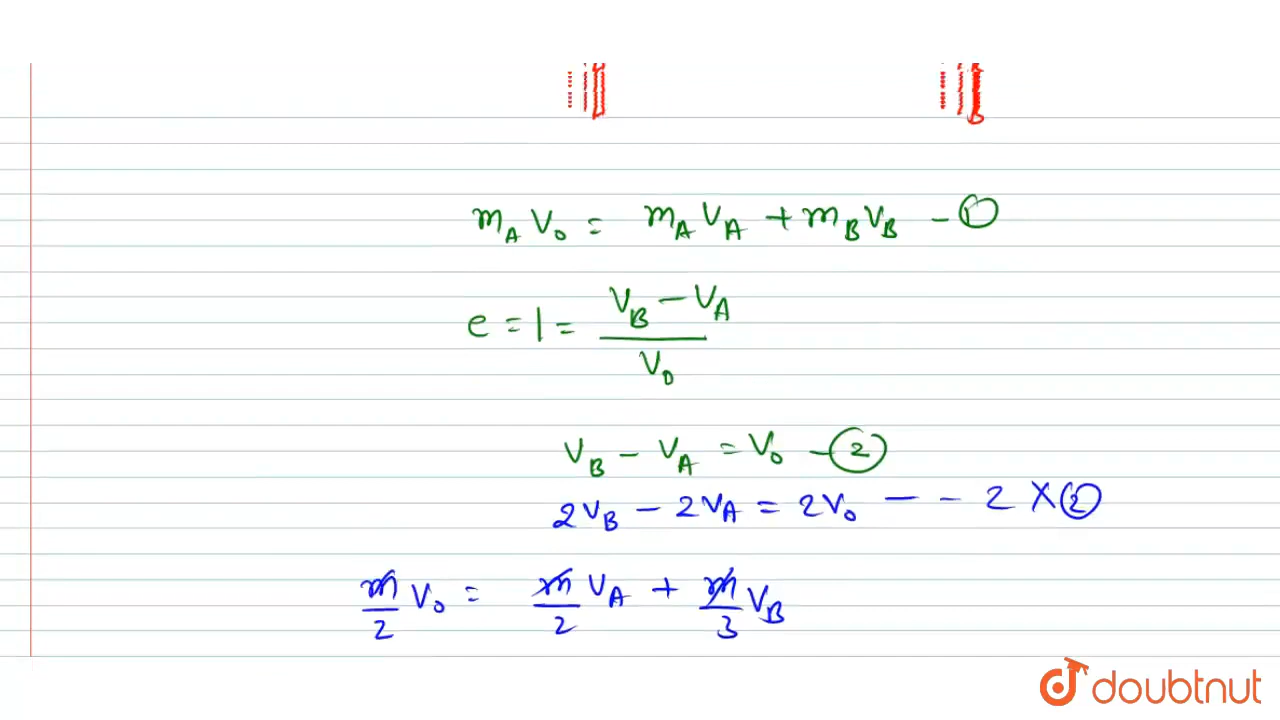 m_A V_0 = m_A V_A + m_B V_B - ①
e = 1 = (V_B - V_A) / V_0
V_B - V_A = V_0 - ②
2V_B - 2V_A = 2V_0 - - 2 × ②
m/2 V_0 = m/2 V_A + m/3 V_B
doubtnut